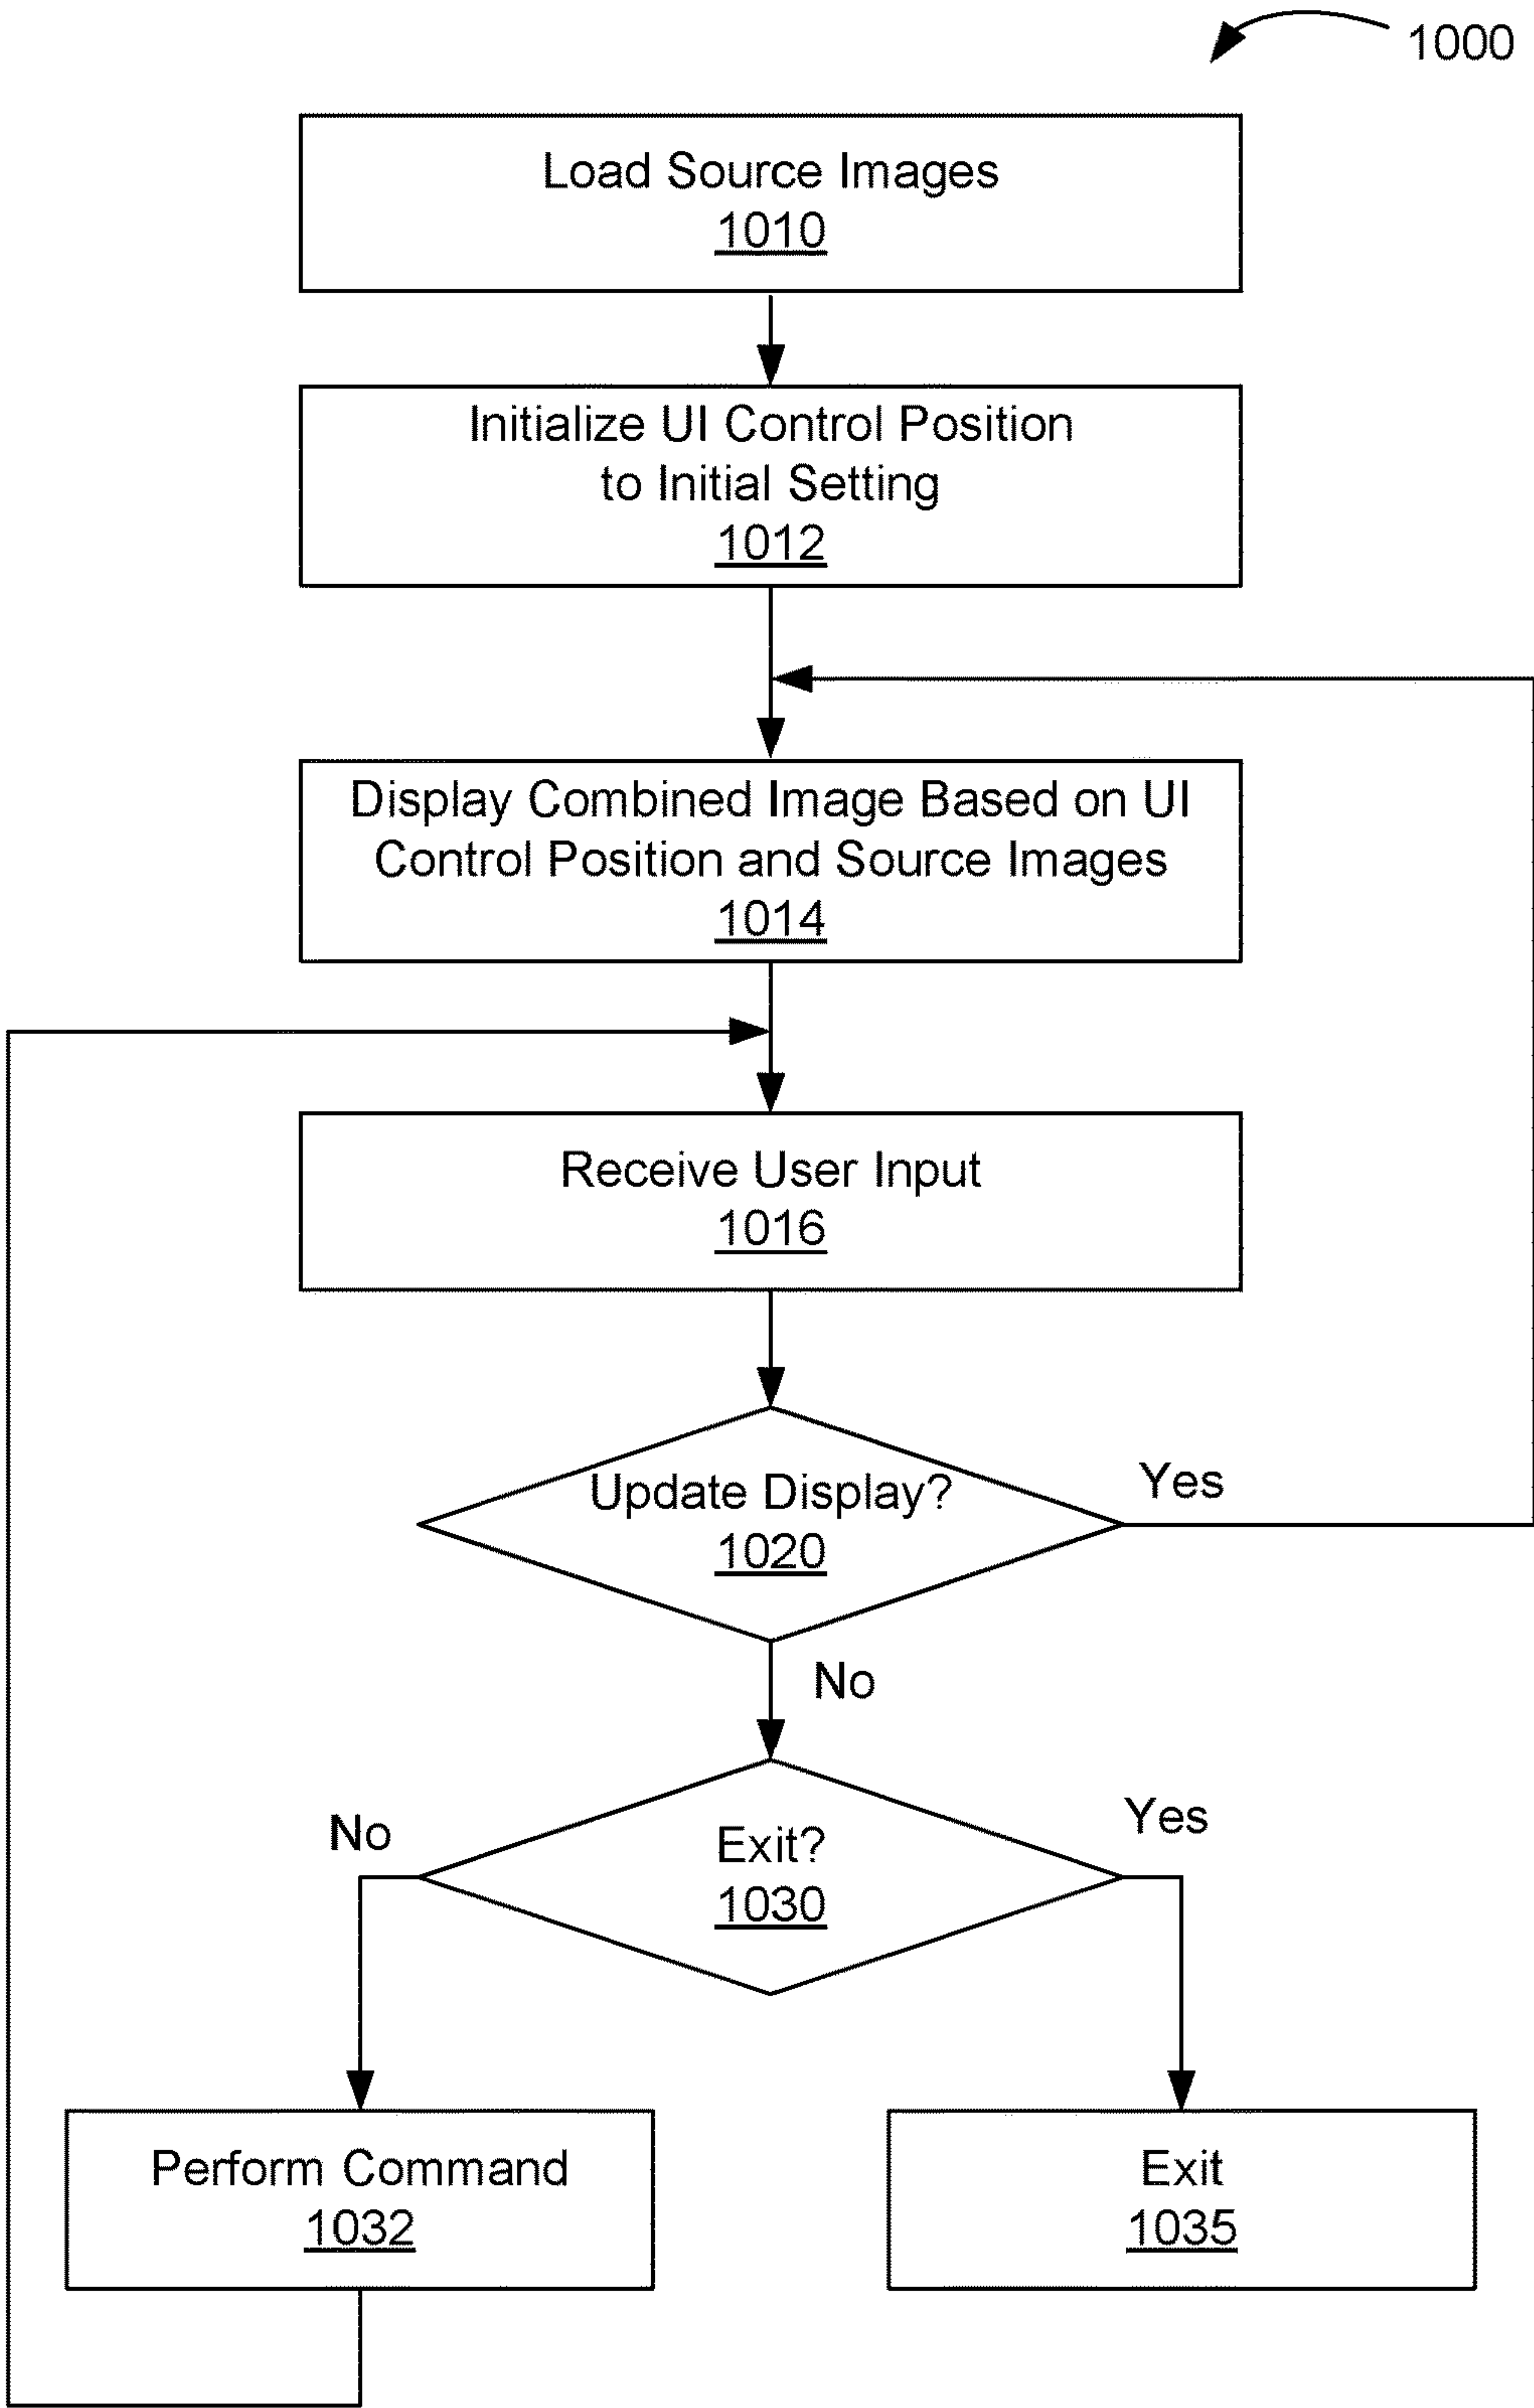 1000
Load Source Images
1010
Initialize UI Control Position
to Initial Setting
1012
Display Combined Image Based on UI
Control Position and Source Images
1014
Receive User Input
1016
Update Display?
1020
Yes
No
Exit?
1030
No
Yes
Perform Command
1032
Exit
1035